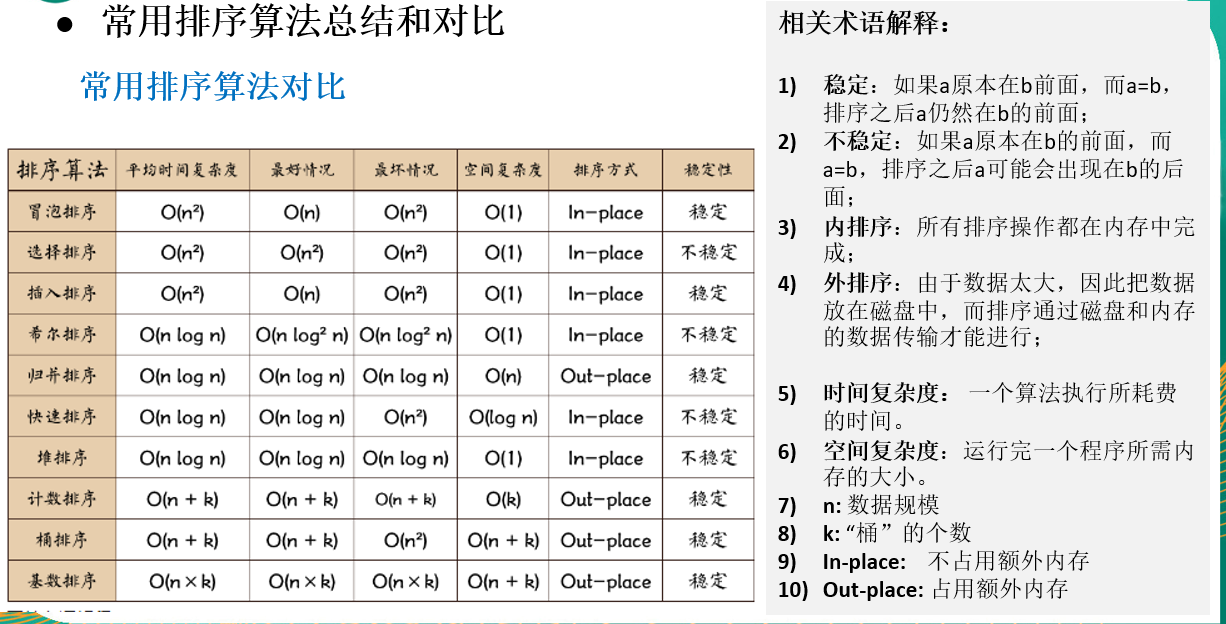 ● 常用排序算法总结和对比
常用排序算法对比
排序算法 平均时间复杂度 最好情况 最坏情况 空间复杂度 排序方式 稳定性
冒泡排序 O(n²) O(n) O(n²) O(1) In-place 稳定
选择排序 O(n²) O(n²) O(n²) O(1) In-place 不稳定
插入排序 O(n²) O(n) O(n²) O(1) In-place 稳定
希尔排序 O(n log n) O(n log² n) O(n log² n) O(1) In-place 不稳定
归并排序 O(n log n) O(n log n) O(n log n) O(n) Out-place 稳定
快速排序 O(n log n) O(n log n) O(n²) O(log n) In-place 不稳定
堆排序 O(n log n) O(n log n) O(n log n) O(1) In-place 不稳定
计数排序 O(n + k) O(n + k) O(n + k) O(k) Out-place 稳定
桶排序 O(n + k) O(n + k) O(n²) O(n + k) Out-place 稳定
基数排序 O(n×k) O(n×k) O(n×k) O(n + k) Out-place 稳定
相关术语解释：
1) 稳定：如果a原本在b前面，而a=b，
排序之后a仍然在b的前面；
2) 不稳定：如果a原本在b的前面，而
a=b，排序之后a可能会出现在b的后
面；
3) 内排序：所有排序操作都在内存中完
成；
4) 外排序：由于数据太大，因此把数据
放在磁盘中，而排序通过磁盘和内存
的数据传输才能进行；
5) 时间复杂度： 一个算法执行所耗费
的时间。
6) 空间复杂度：运行完一个程序所需内
存的大小。
7) n: 数据规模
8) k: “桶”的个数
9) In-place: 不占用额外内存
10) Out-place: 占用额外内存